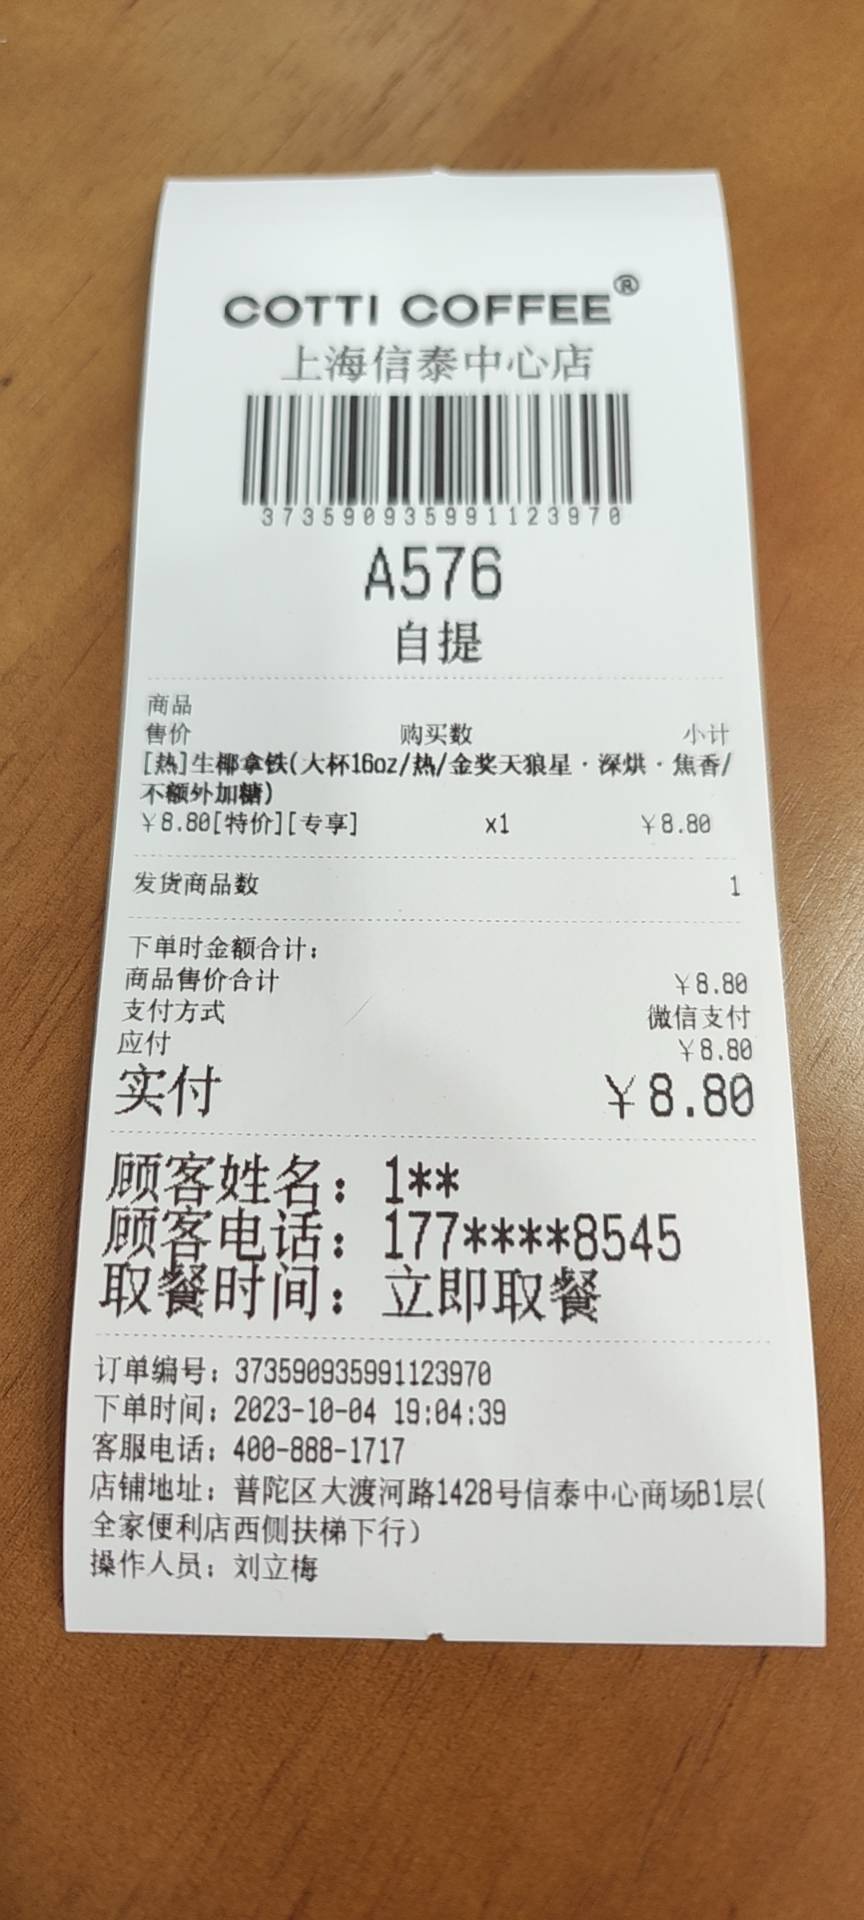 COTTI COFFEE®
上海信泰中心店
373590935991123970
A576
自提
商品
售价 购买数 小计
[热]生椰拿铁(大杯16oz/热/金奖天狼星·深烘·焦香/
不额外加糖)
￥8.80[特价][专享] x1 ￥8.80
发货商品数 1
下单时金额合计：
商品售价合计 ￥8.80
支付方式 微信支付
应付 ￥8.80
实付 ￥8.80
顾客姓名：1**
顾客电话：177****8545
取餐时间：立即取餐
订单编号：373590935991123970
下单时间：2023-10-04 19:04:39
客服电话：400-888-1717
店铺地址：普陀区大渡河路1428号信泰中心商场B1层(
全家便利店西侧扶梯下行)
操作人员：刘立梅